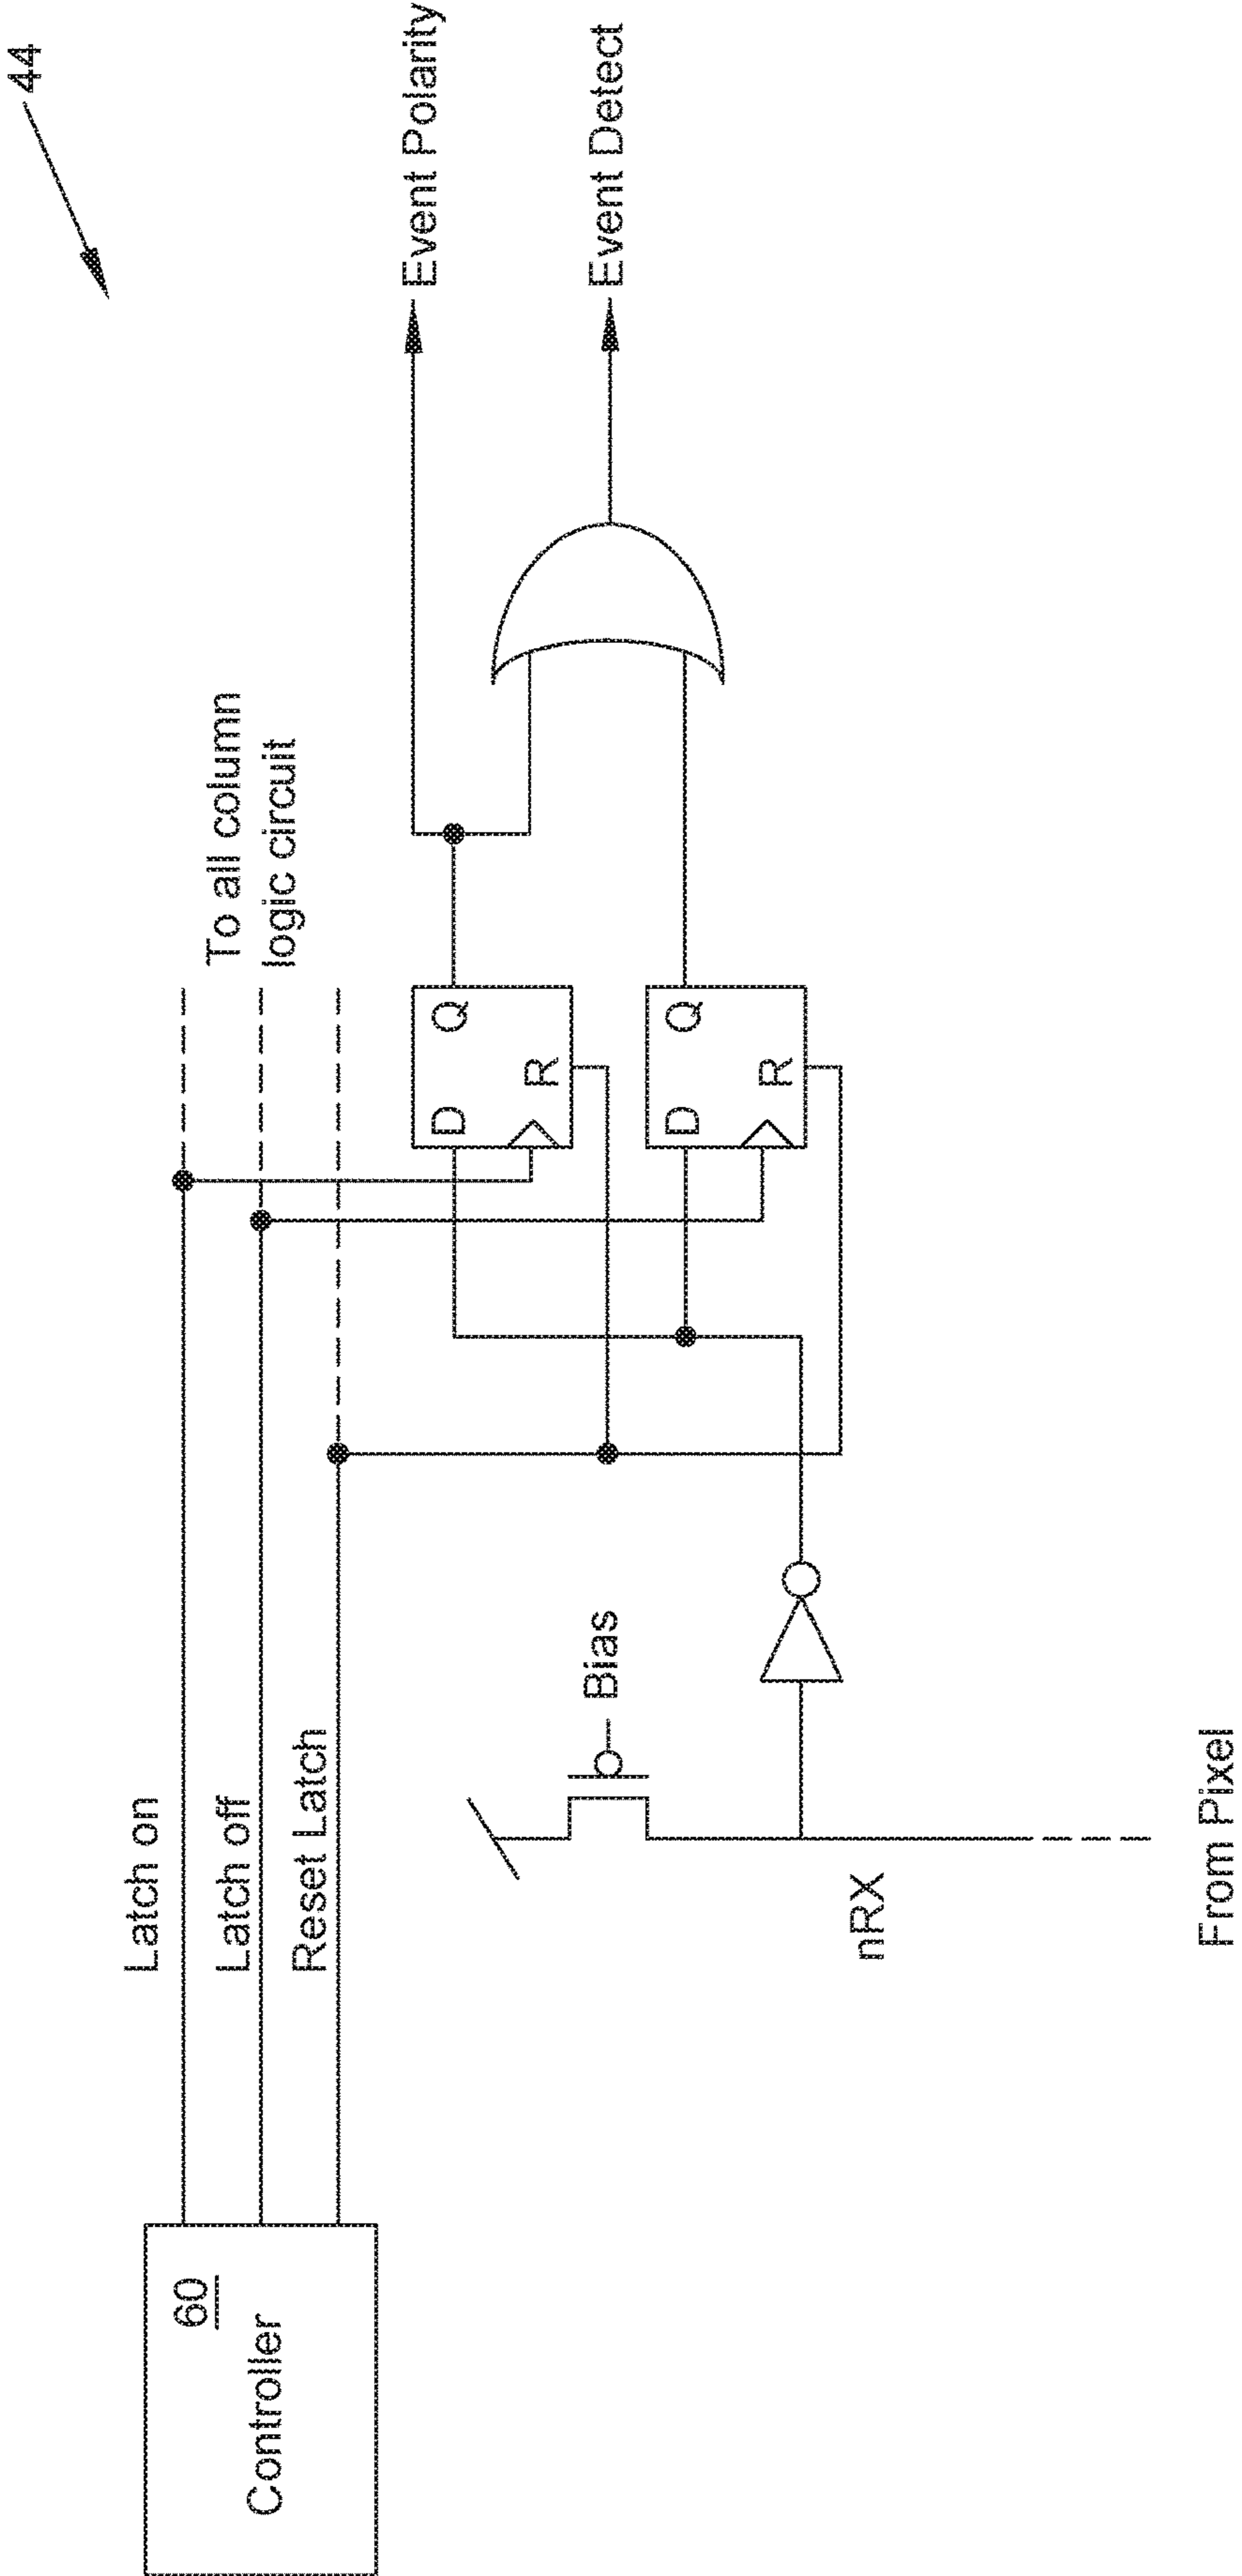 44
Latch on
Latch off
Reset Latch
To all column
logic circuit
60
Controller
Event Polarity
Event Detect
D
Q
R
D
Q
R
Bias
nRX
From Pixel